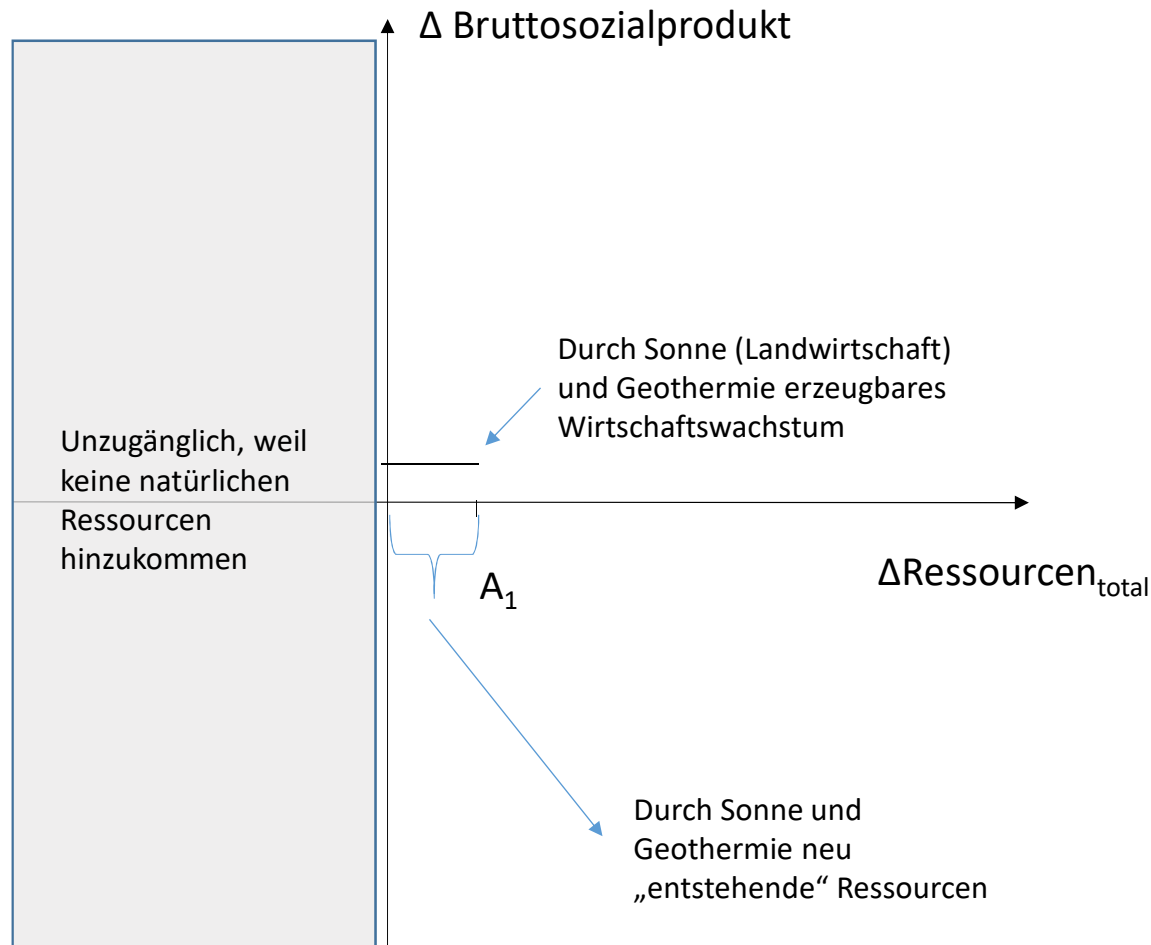 Δ Bruttosozialprodukt
Durch Sonne (Landwirtschaft)
und Geothermie erzeugbares
Wirtschaftswachstum
Unzugänglich, weil
keine natürlichen
Ressourcen
hinzukommen
ΔRessourcen_total
A₁
Durch Sonne und
Geothermie neu
„entstehende“ Ressourcen